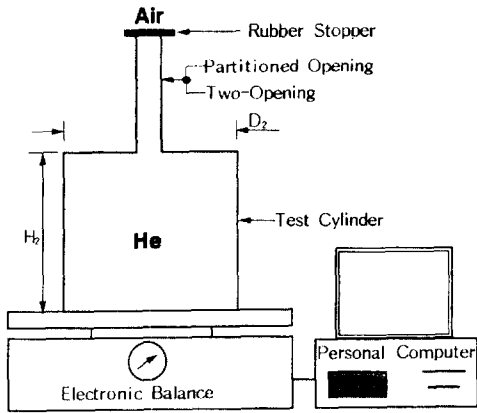 Air
Rubber Stopper
Partitioned Opening
Two-Opening
D₂
H₂
Test Cylinder
He
Personal Computer
Electronic Balance